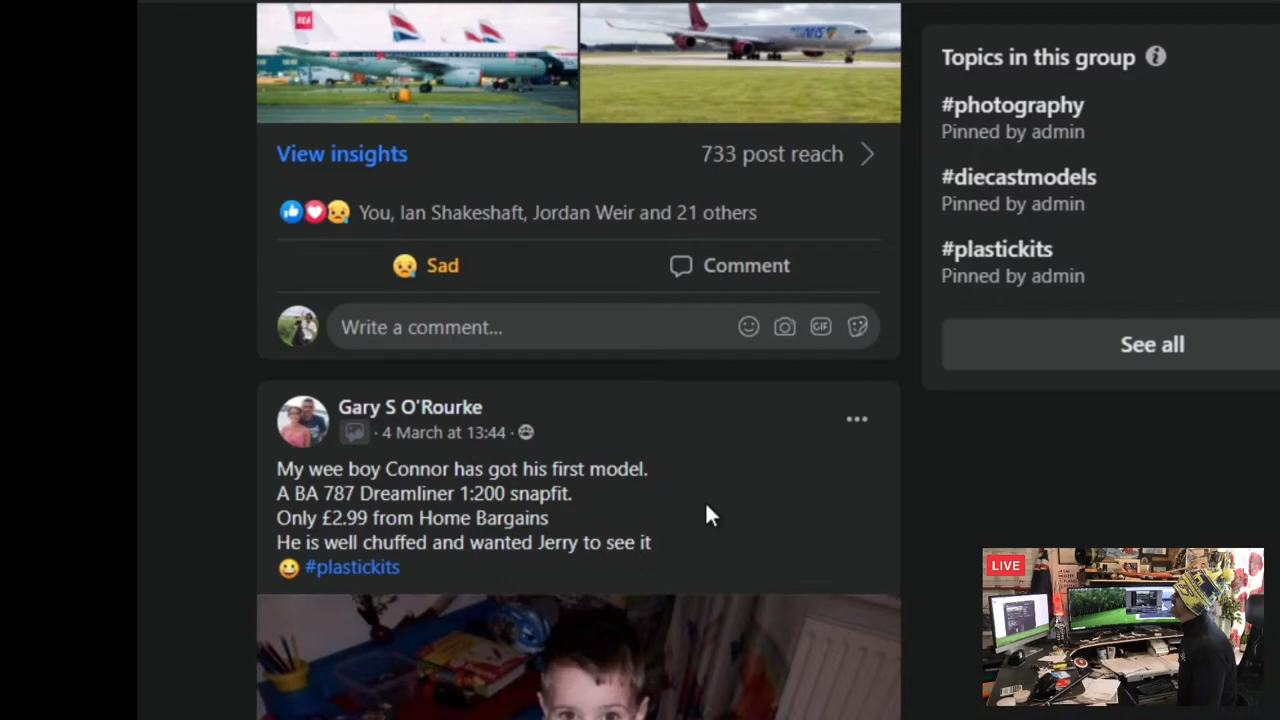 BEA
NHS
View insights
733 post reach
You, Ian Shakeshaft, Jordan Weir and 21 others
Sad
Comment
Write a comment...
GIF
Gary S O'Rourke
· 4 March at 13:44 ·
My wee boy Connor has got his first model.
A BA 787 Dreamliner 1:200 snapfit.
Only £2.99 from Home Bargains
He is well chuffed and wanted Jerry to see it
#plastickits
Topics in this group
#photography
Pinned by admin
#diecastmodels
Pinned by admin
#plastickits
Pinned by admin
See all
LIVE